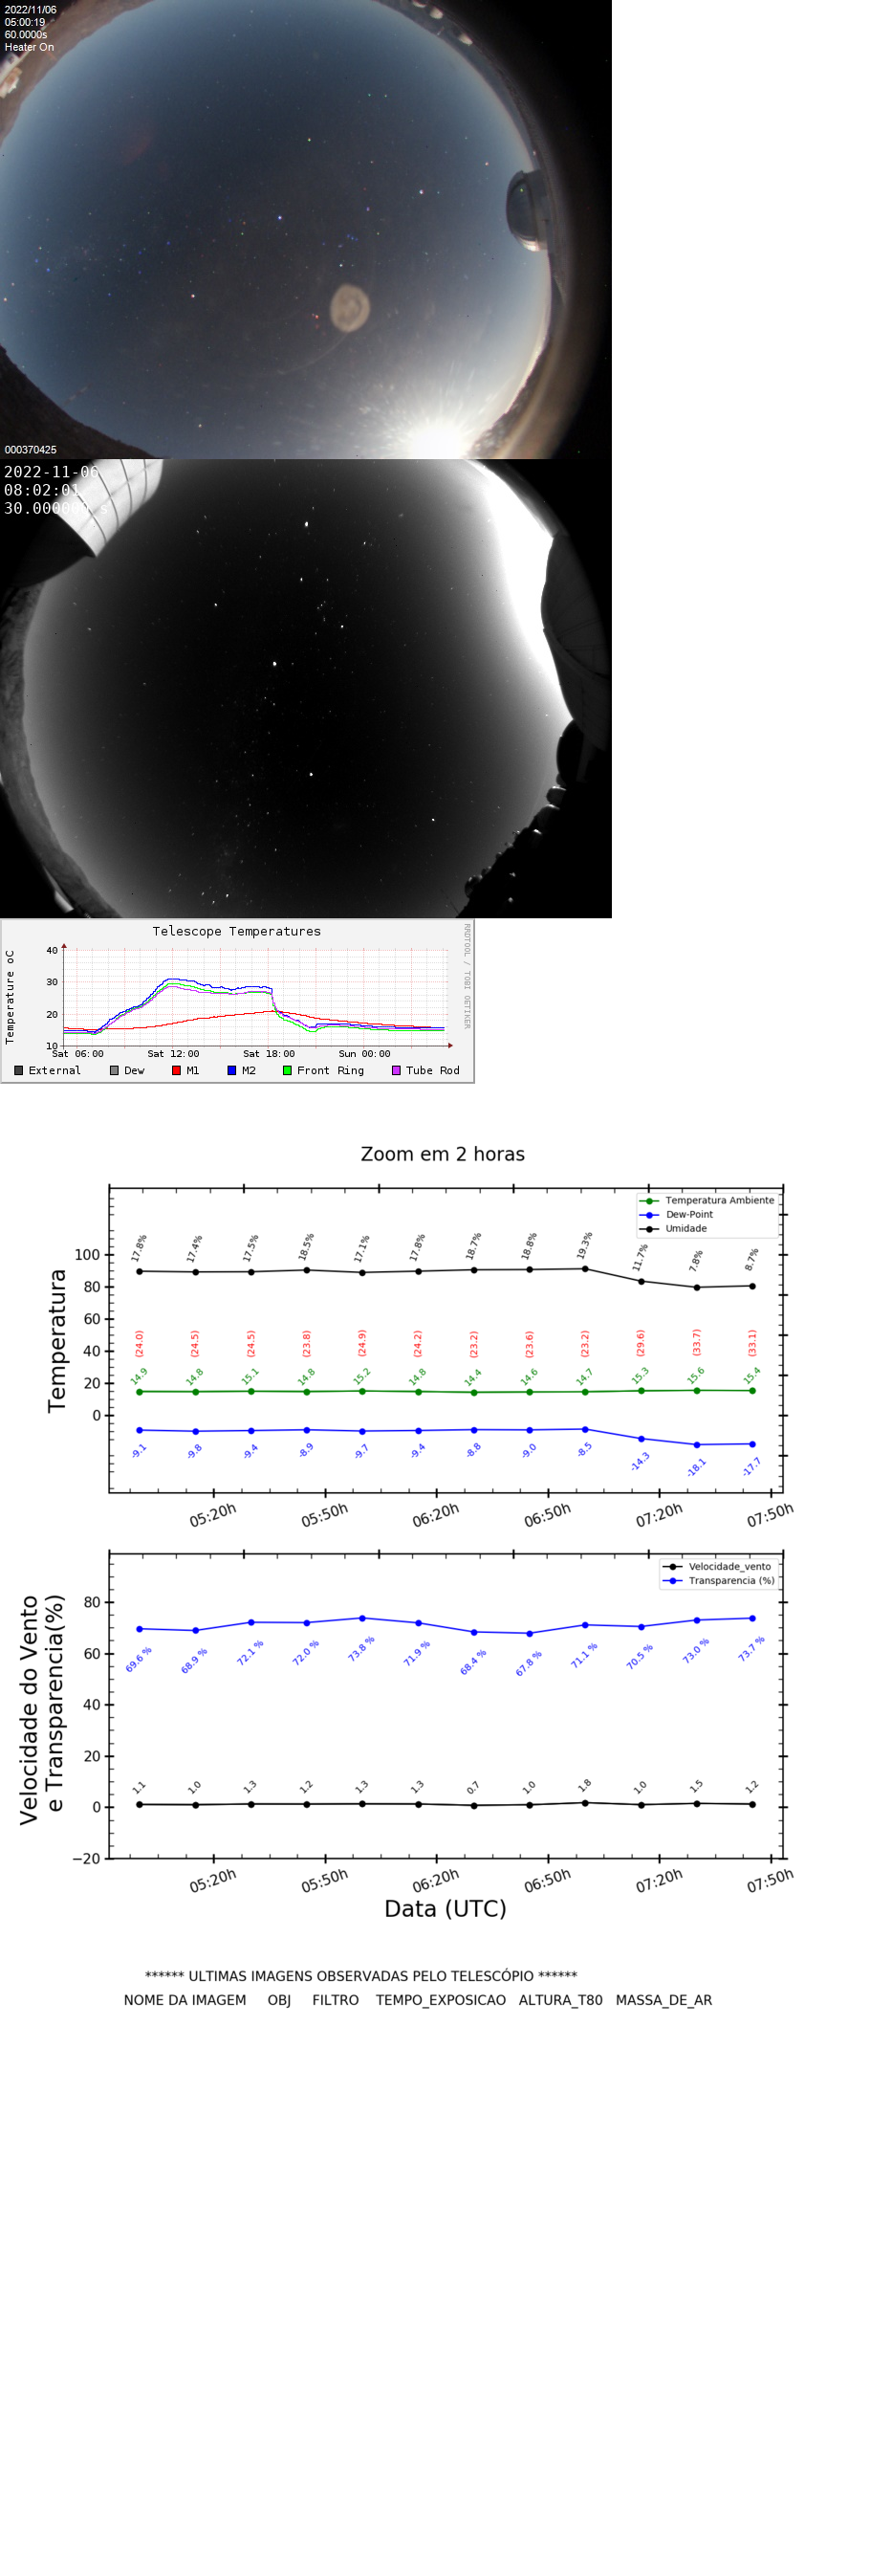 2022/11/06
05:00:19
60.0000s
Heater On
000370425
2022-11-06
08:02:01
30.000000 s
Telescope Temperatures
RRDTOOL / TOBI OETIKER
Temperature oC
40
30
20
10
Sat 06:00 Sat 12:00 Sat 18:00 Sun 00:00
External Dew M1 M2 Front Ring Tube Rod
Zoom em 2 horas
Temperatura Ambiente
Dew-Point
Umidade
Temperatura
100
80
60
40
20
0
17.8% 17.4% 17.5% 18.5% 17.1% 17.8% 18.7% 18.8% 19.3% 11.7% 7.8% 8.7%
(24.0) (24.5) (24.5) (23.8) (24.9) (24.2) (23.2) (23.6) (23.2) (29.6) (33.7) (33.1)
14.9 14.8 15.1 14.8 15.2 14.8 14.4 14.6 14.7 15.3 15.6 15.4
-9.1 -9.8 -9.4 -8.9 -9.7 -9.4 -8.8 -9.0 -8.5 -14.3 -18.1 -17.7
05:20h 05:50h 06:20h 06:50h 07:20h 07:50h
Velocidade_vento
Transparencia (%)
Velocidade do Vento
e Transparencia(%)
80
60
40
20
0
−20
69.6 % 68.9 % 72.1 % 72.0 % 73.8 % 71.9 % 68.4 % 67.8 % 71.1 % 70.5 % 73.0 % 73.7 %
1.1 1.0 1.3 1.2 1.3 1.3 0.7 1.0 1.8 1.0 1.5 1.2
05:20h 05:50h 06:20h 06:50h 07:20h 07:50h
Data (UTC)
****** ULTIMAS IMAGENS OBSERVADAS PELO TELESCÓPIO ******
NOME DA IMAGEM OBJ FILTRO TEMPO_EXPOSICAO ALTURA_T80 MASSA_DE_AR